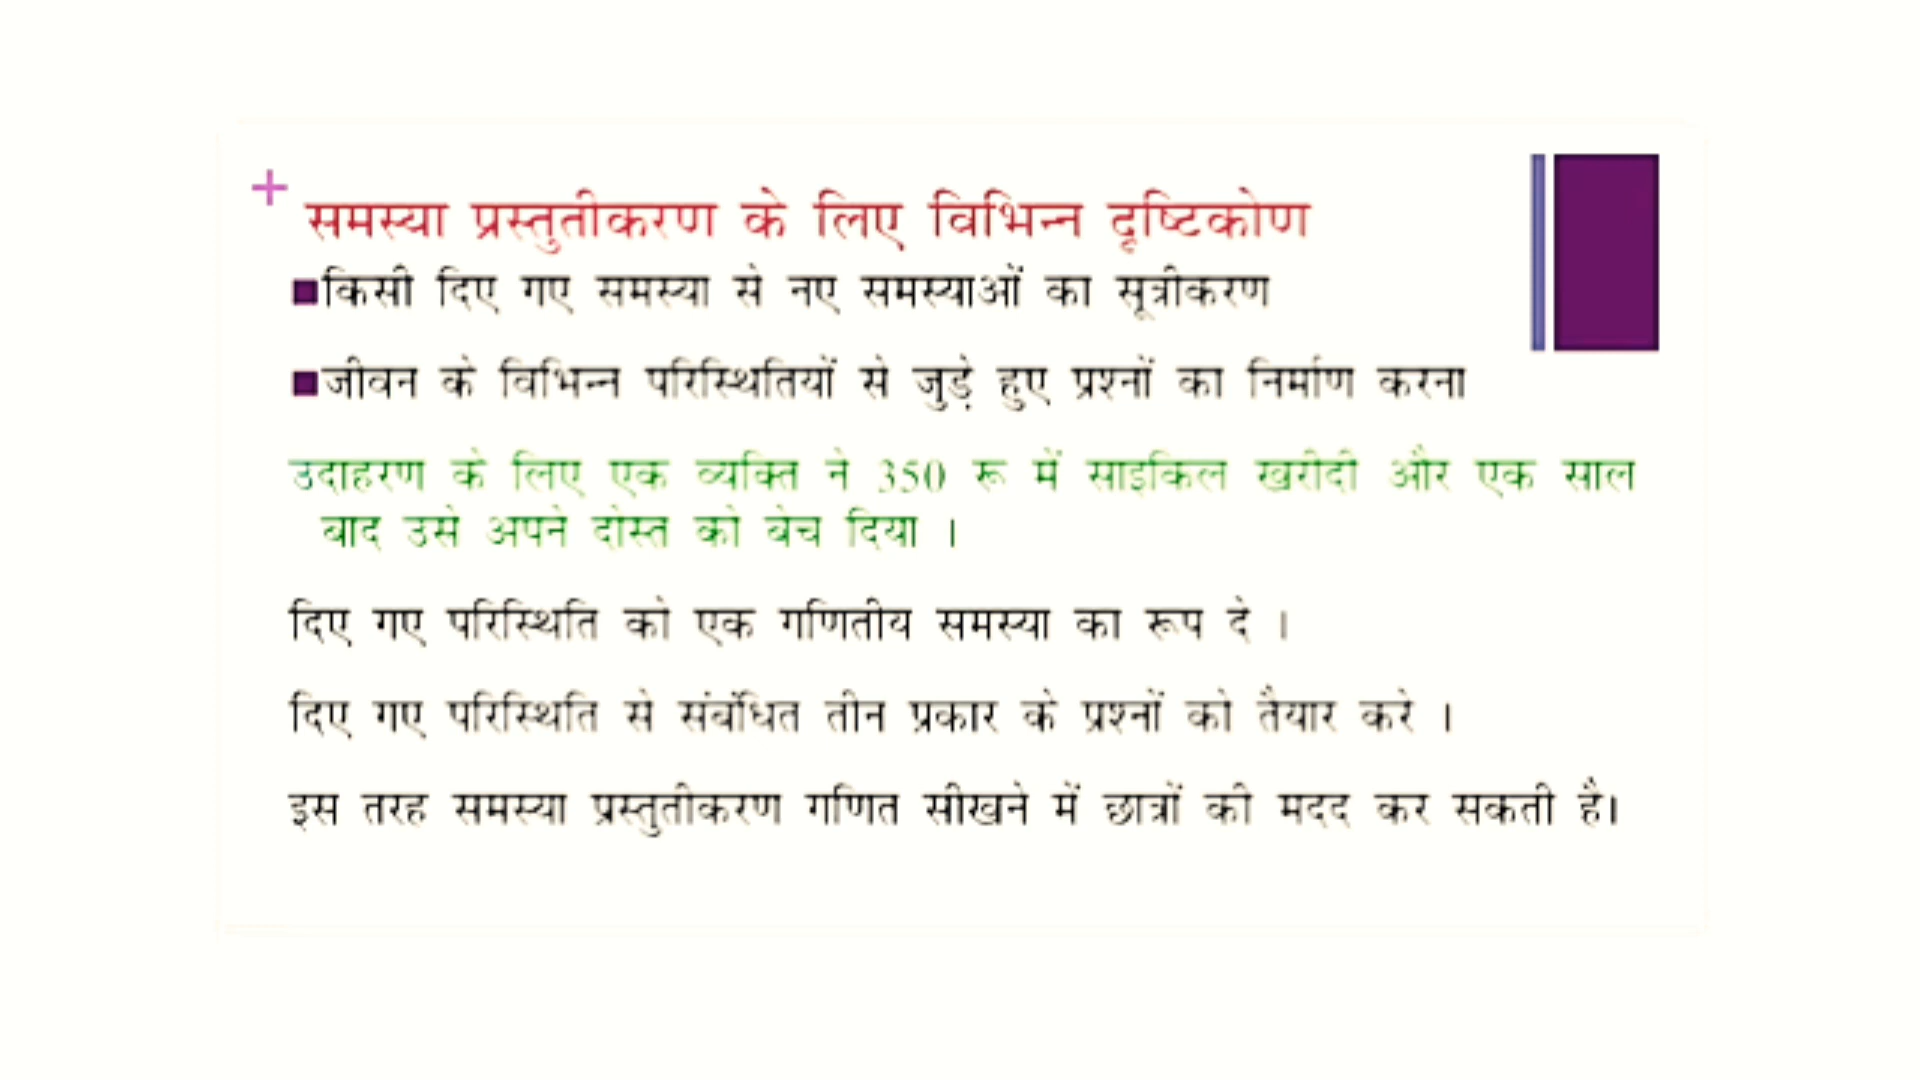 समस्या प्रस्तुतीकरण के लिए विभिन्न दृष्टिकोण
किसी दिए गए समस्या से नए समस्याओं का सूत्रीकरण
जीवन के विभिन्न परिस्थितियों से जुड़े हुए प्रश्नों का निर्माण करना
उदाहरण के लिए एक व्यक्ति ने 350 रू में साइकिल खरीदी और एक साल
बाद उसे अपने दोस्त को बेच दिया ।
दिए गए परिस्थिति को एक गणितीय समस्या का रूप दे ।
दिए गए परिस्थिति से संबंधित तीन प्रकार के प्रश्नों को तैयार करे ।
इस तरह समस्या प्रस्तुतीकरण गणित सीखने में छात्रों की मदद कर सकती है।